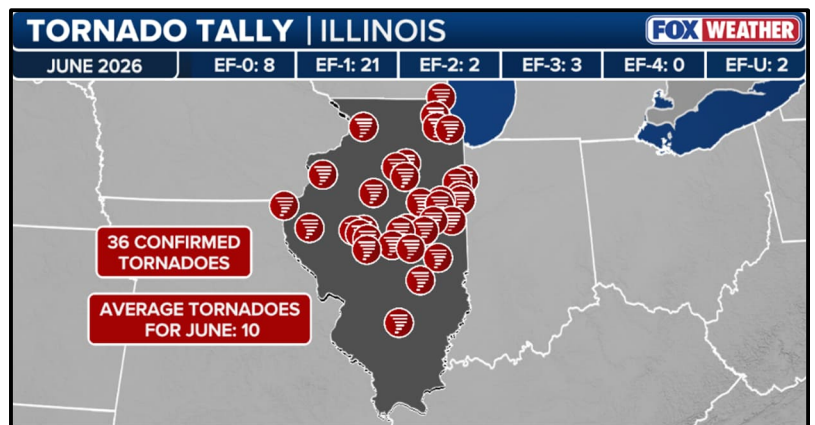 TORNADO TALLY | ILLINOIS
FOX WEATHER
JUNE 2026
EF-0: 8
EF-1: 21
EF-2: 2
EF-3: 3
EF-4: 0
EF-U: 2
36 CONFIRMED
TORNADOES
AVERAGE TORNADOES
FOR JUNE: 10